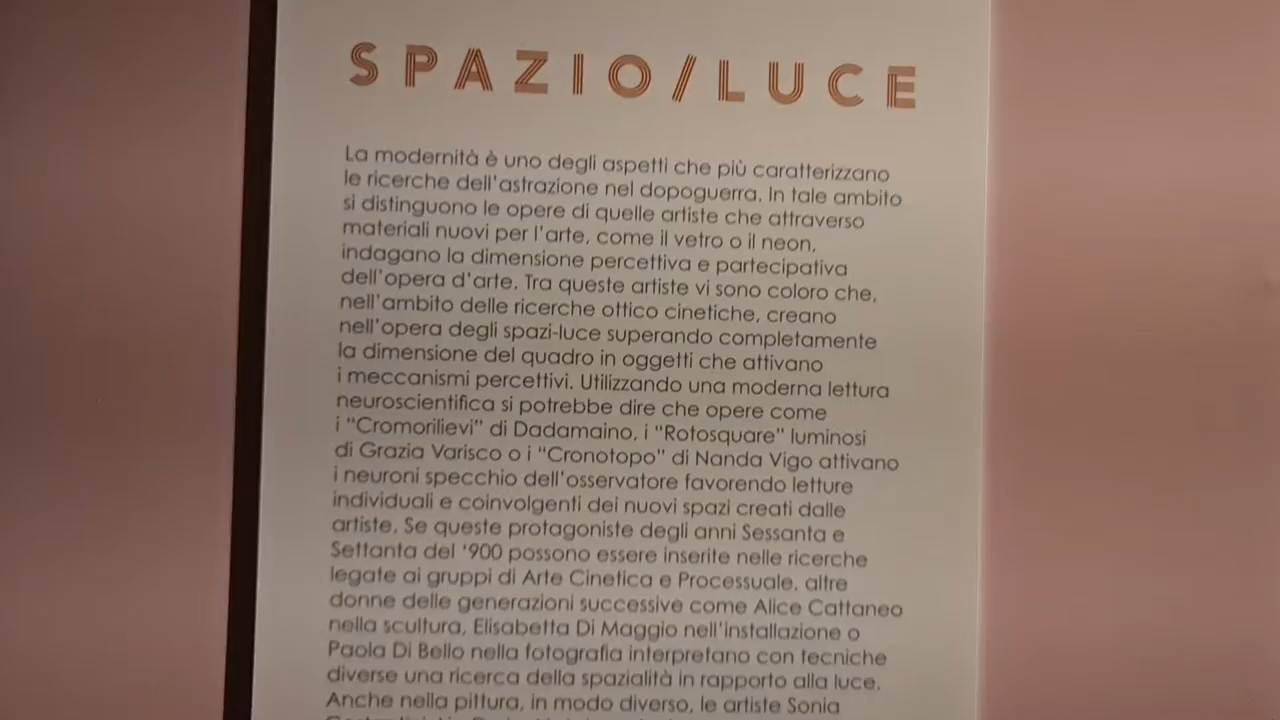 SPAZIO/LUCE
La modernità è uno degli aspetti che più caratterizzano
le ricerche dell'astrazione nel dopoguerra. In tale ambito
si distinguono le opere di quelle artiste che attraverso
materiali nuovi per l'arte, come il vetro o il neon,
indagano la dimensione percettiva e partecipativa
dell'opera d'arte. Tra queste artiste vi sono coloro che,
nell'ambito delle ricerche ottico cinetiche, creano
nell'opera degli spazi-luce superando completamente
la dimensione del quadro in oggetti che attivano
i meccanismi percettivi. Utilizzando una moderna lettura
neuroscientifica si potrebbe dire che opere come
i "Cromorilievi" di Dadamaino, i "Rotosquare" luminosi
di Grazia Varisco o i "Cronotopo" di Nanda Vigo attivano
i neuroni specchio dell'osservatore favorendo letture
individuali e coinvolgenti dei nuovi spazi creati dalle
artiste. Se queste protagoniste degli anni Sessanta e
Settanta del '900 possono essere inserite nelle ricerche
legate ai gruppi di Arte Cinetica e Processuale, altre
donne delle generazioni successive come Alice Cattaneo
nella scultura, Elisabetta Di Maggio nell'installazione o
Paola Di Bello nella fotografia interpretano con tecniche
diverse una ricerca della spazialità in rapporto alla luce.
Anche nella pittura, in modo diverso, le artiste Sonia